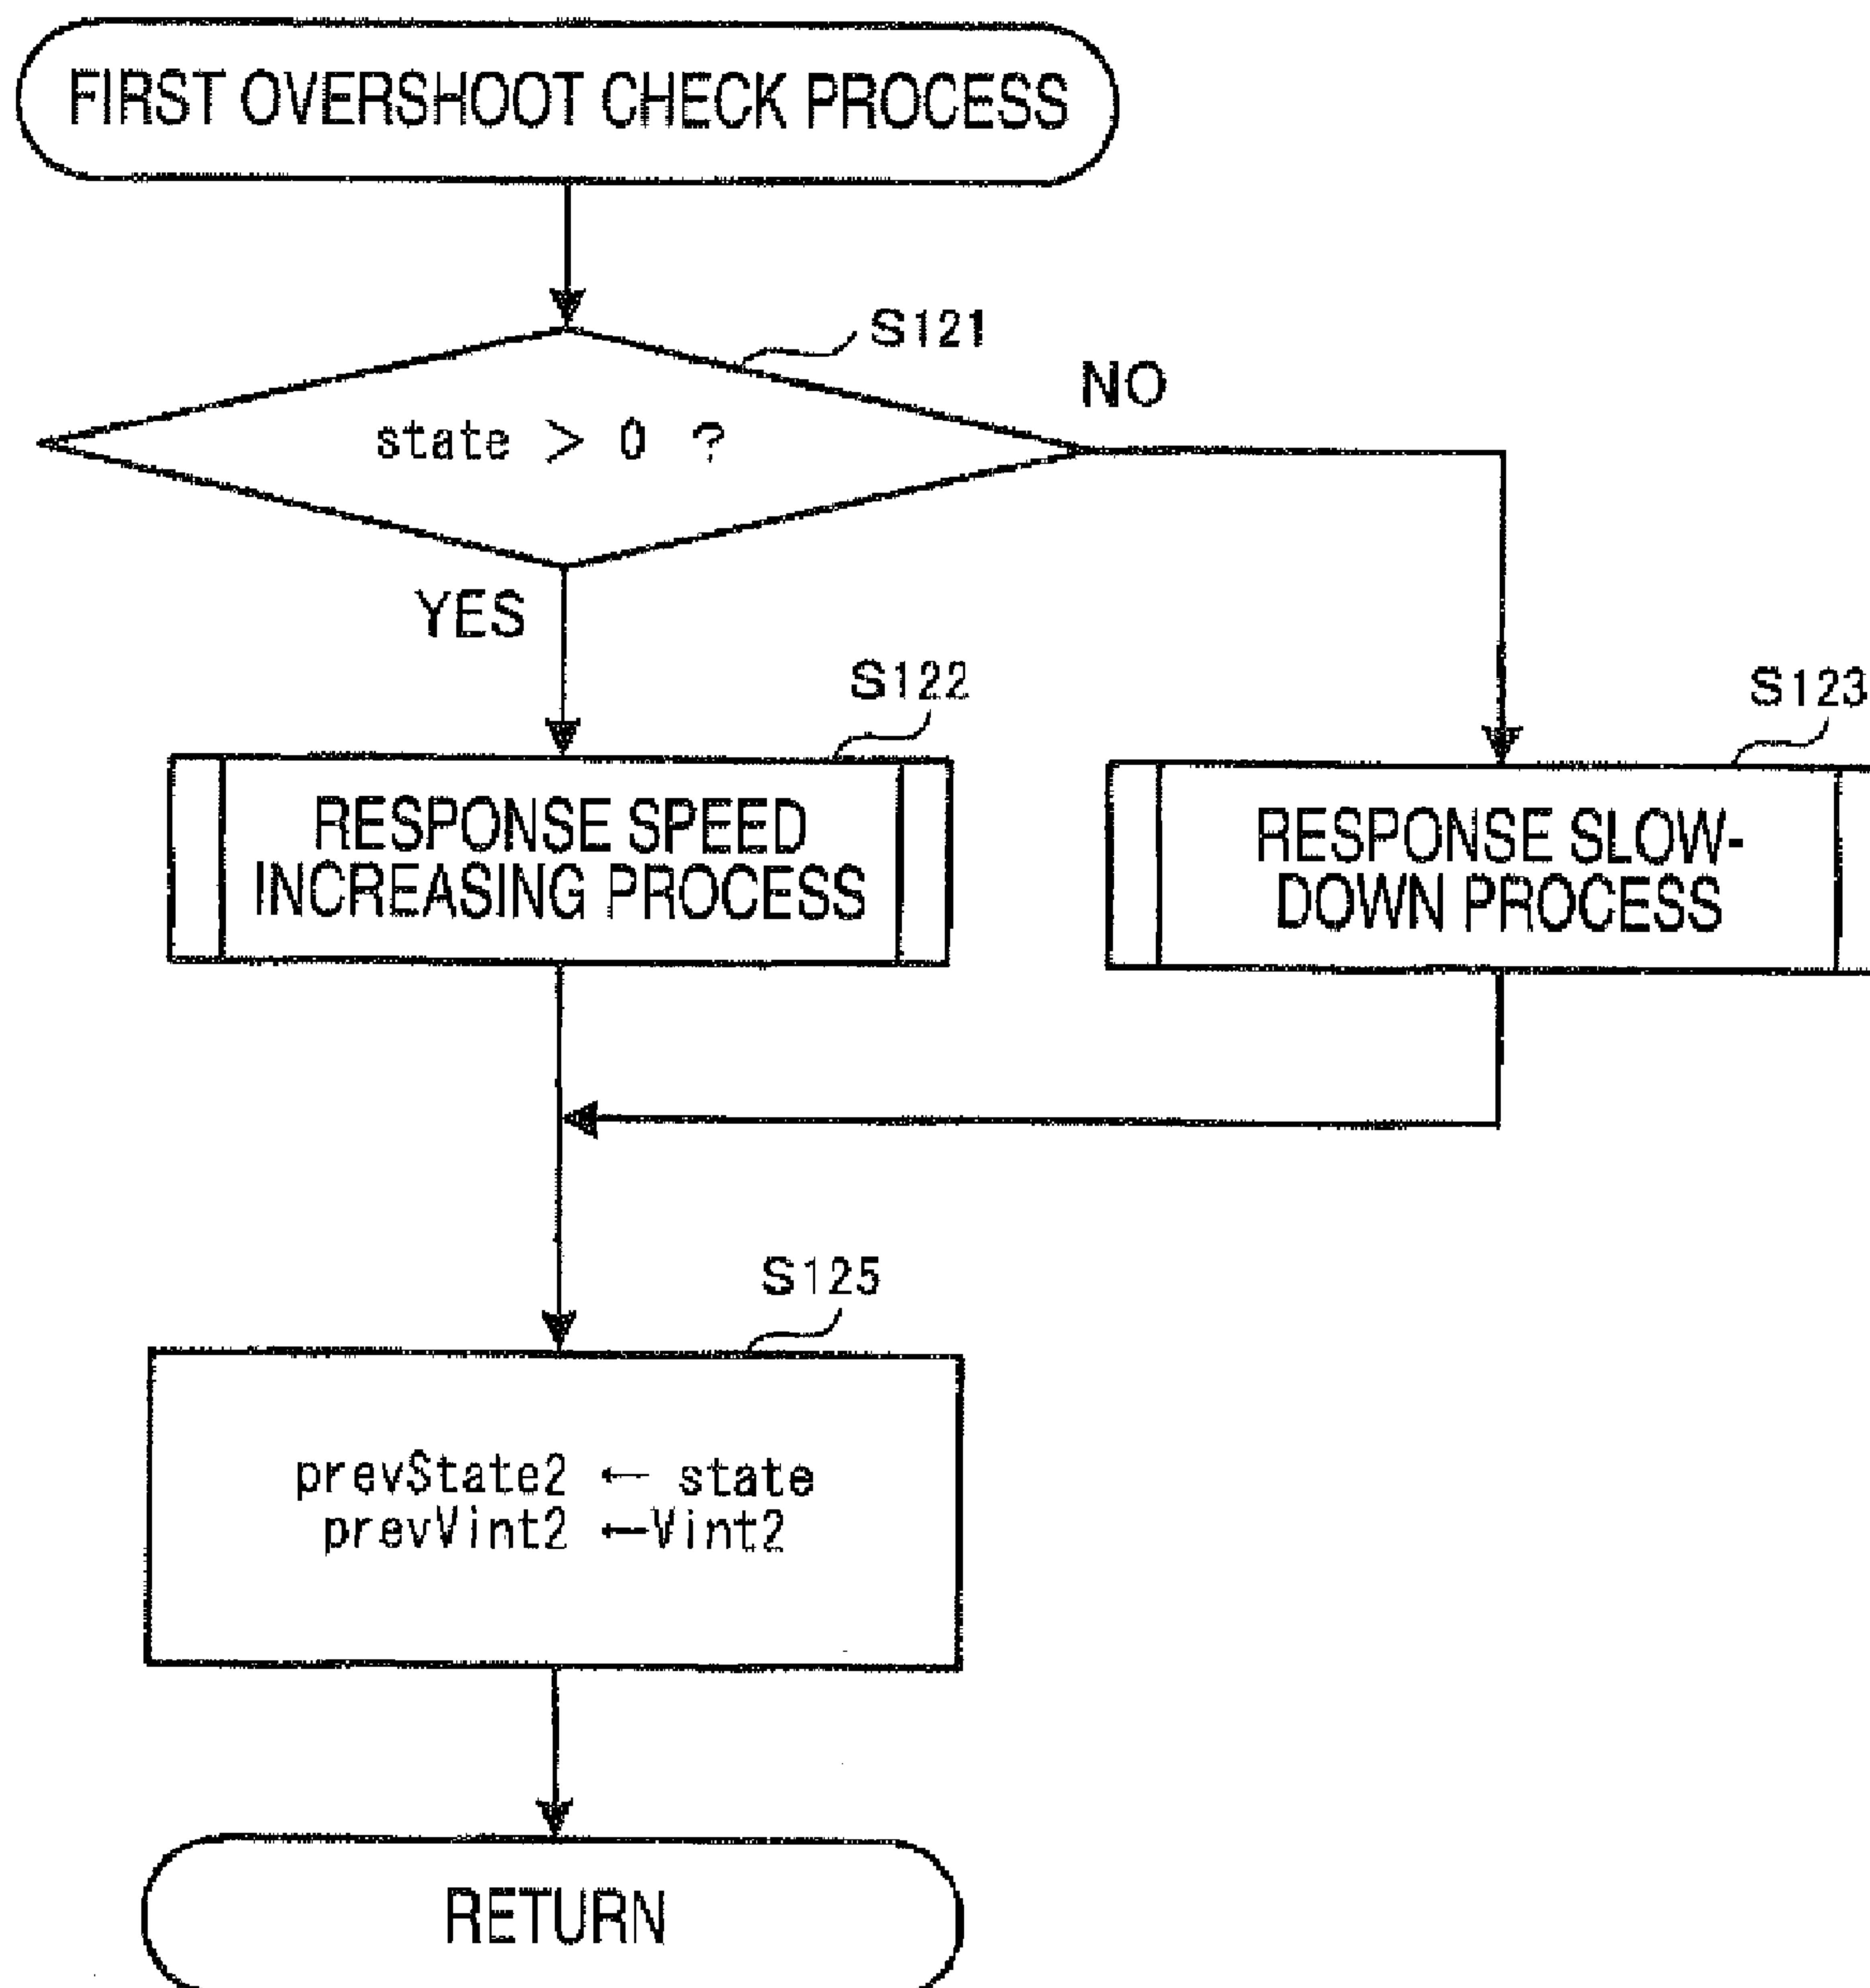 FIRST OVERSHOOT CHECK PROCESS
S121
state > 0 ?
NO
YES
S122
S123
RESPONSE SPEED
INCREASING PROCESS
RESPONSE SLOW-
DOWN PROCESS
S125
prevState2 ← state
prevVint2 ←Vint2
RETURN